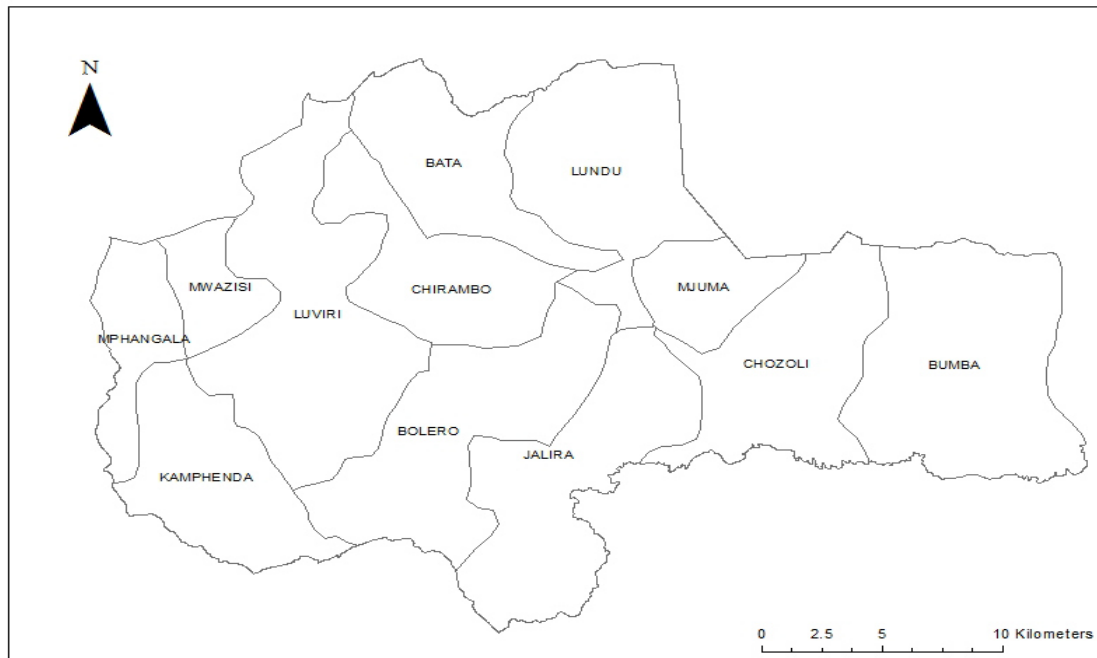 N
BATA
LUNDU
MWAZISI
CHIRAMBO
MJUMA
LUVIRI
MPHANGALA
CHOZOLI
BUMBA
BOLERO
JALIRA
KAMPHENDA
0 2.5 5 10 Kilometers